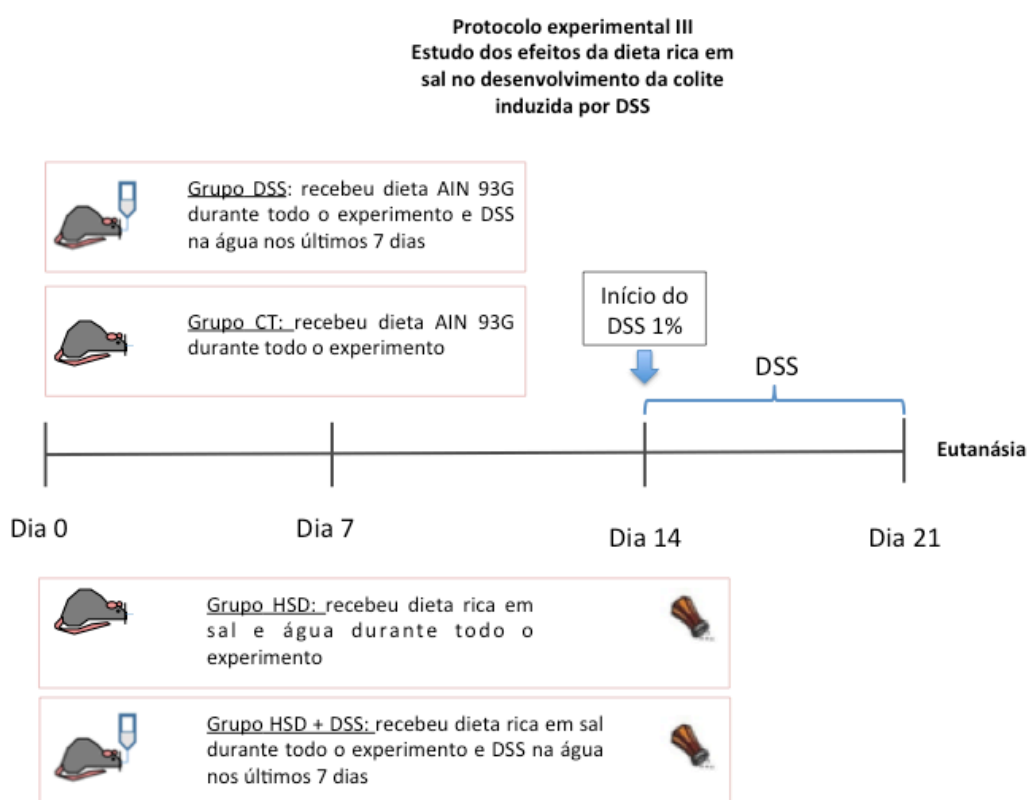 Protocolo experimental III
Estudo dos efeitos da dieta rica em
sal no desenvolvimento da colite
induzida por DSS
Grupo DSS: recebeu dieta AIN 93G
durante todo o experimento e DSS
na água nos últimos 7 dias
Grupo CT: recebeu dieta AIN 93G
durante todo o experimento
Início do
DSS 1%
DSS
Eutanásia
Dia 0
Dia 7
Dia 14
Dia 21
Grupo HSD: recebeu dieta rica em
sal e água durante todo o
experimento
Grupo HSD + DSS: recebeu dieta rica em sal
durante todo o experimento e DSS na água
nos últimos 7 dias